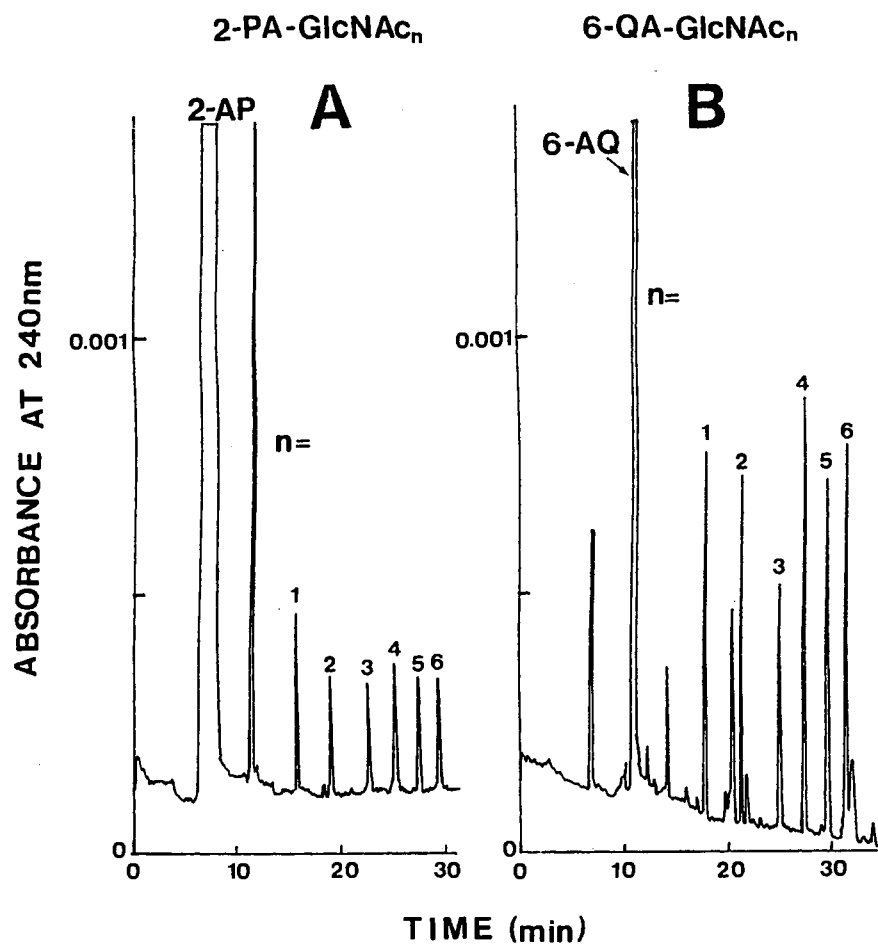 2-PA-GlcNAcn
6-QA-GlcNAcn
A
B
2-AP
6-AQ
n=
n=
ABSORBANCE AT 240nm
0.001
0.001
1
2
3
4
5
6
1
2
3
4
5
6
0
0
0
10
20
30
0
10
20
30
TIME (min)